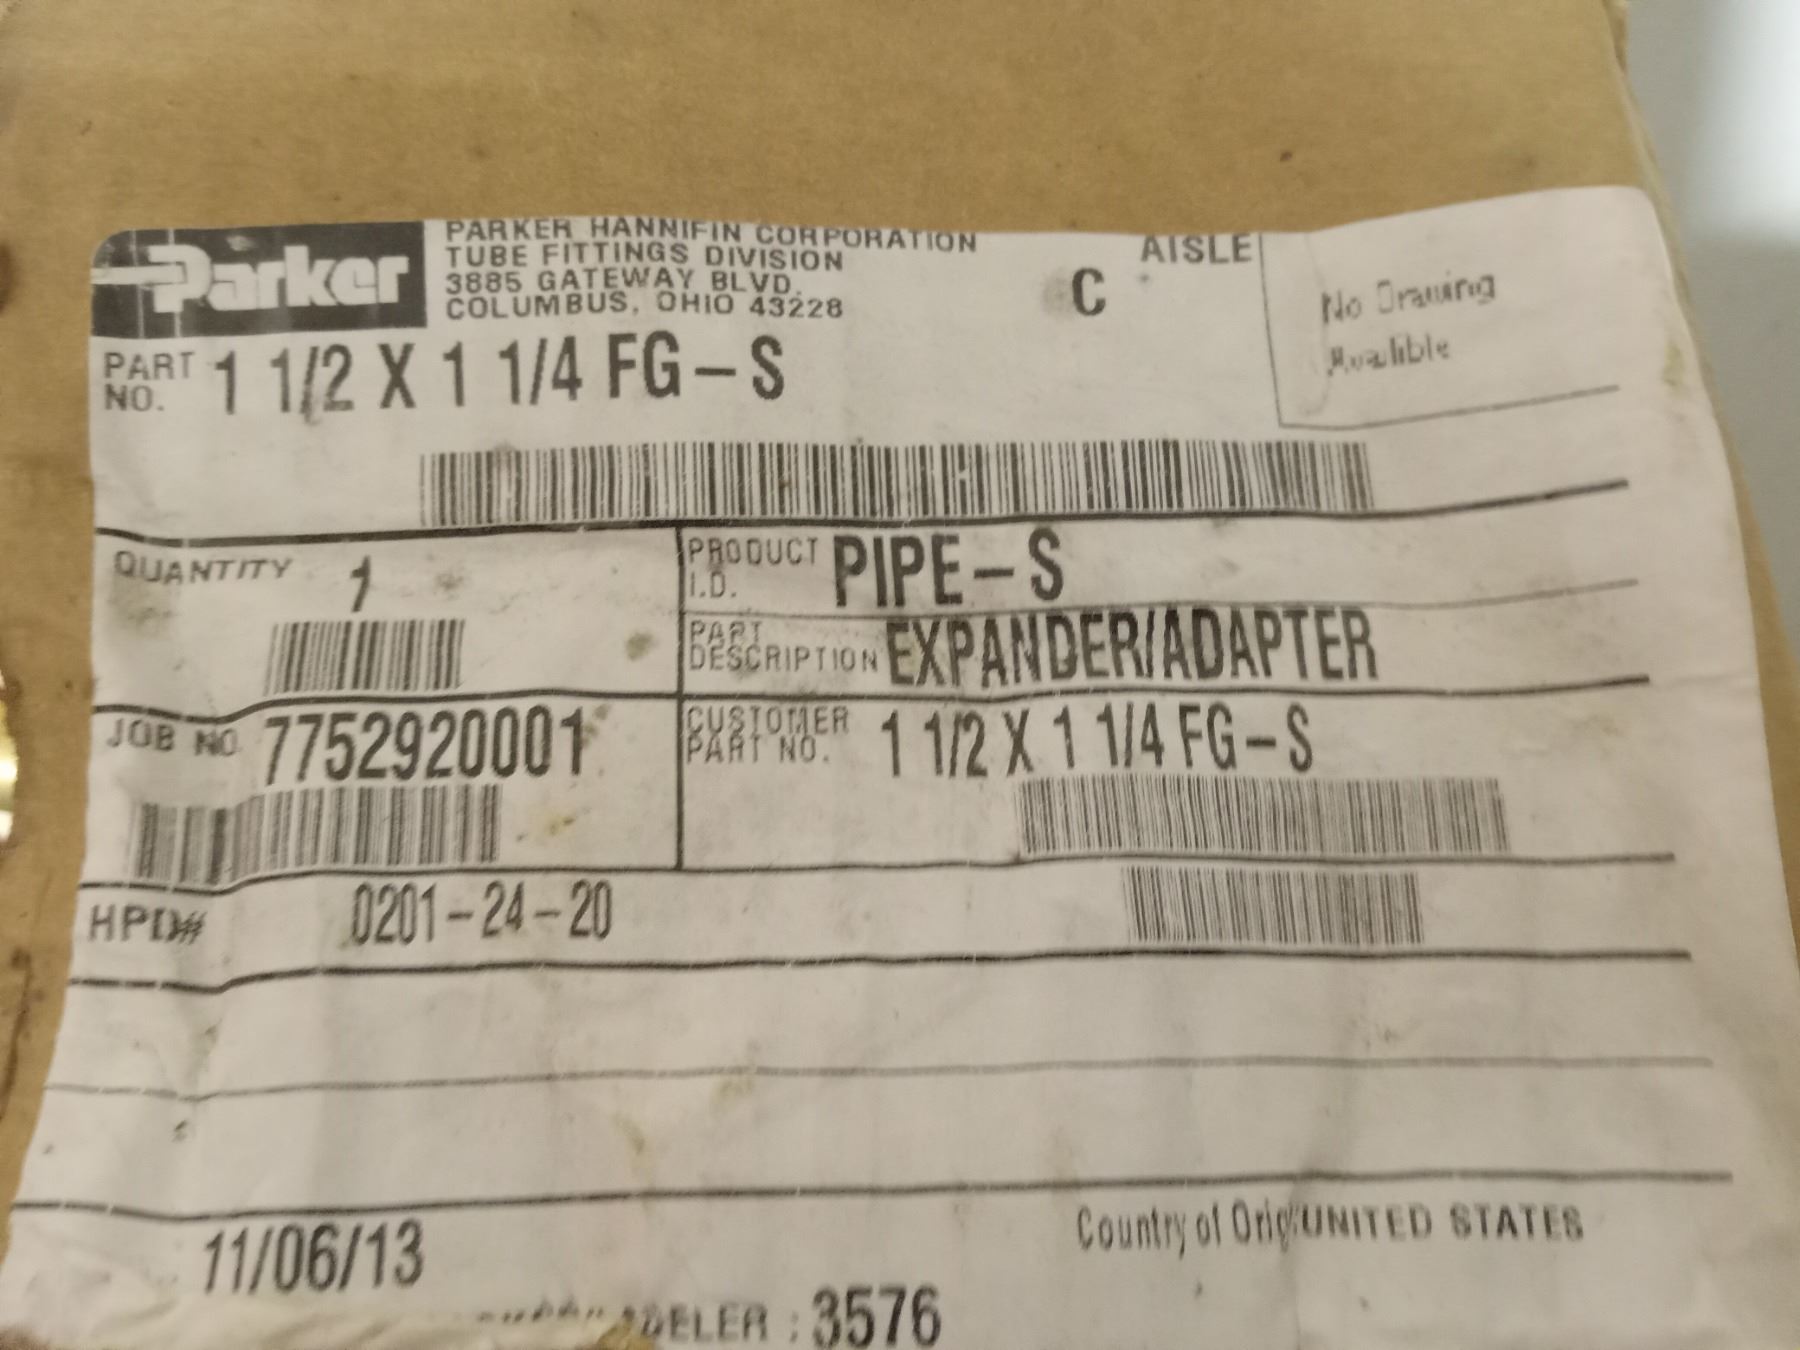 Parker
PARKER HANNIFIN CORPORATION
TUBE FITTINGS DIVISION
3885 GATEWAY BLVD.
COLUMBUS, OHIO 43228
C
AISLE
No Drawing
Availible
PART NO. 1 1/2 X 1 1/4 FG-S
QUANTITY 1
PRODUCT I.D. PIPE-S
PART DESCRIPTION EXPANDER/ADAPTER
JOB NO 7752920001
CUSTOMER PART NO. 1 1/2 X 1 1/4 FG-S
HPD# 0201-24-20
11/06/13
Country of Orig: UNITED STATES
: 3576